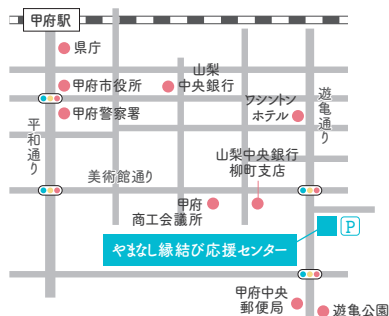 甲府駅
県庁
甲府市役所
山梨
中央銀行
甲府警察署
ワシントン
ホテル
遊亀通り
平和通り
山梨中央銀行
柳町支店
美術館通り
甲府
商工会議所
P
やまなし縁結び応援センター
甲府中央
郵便局
遊亀公園